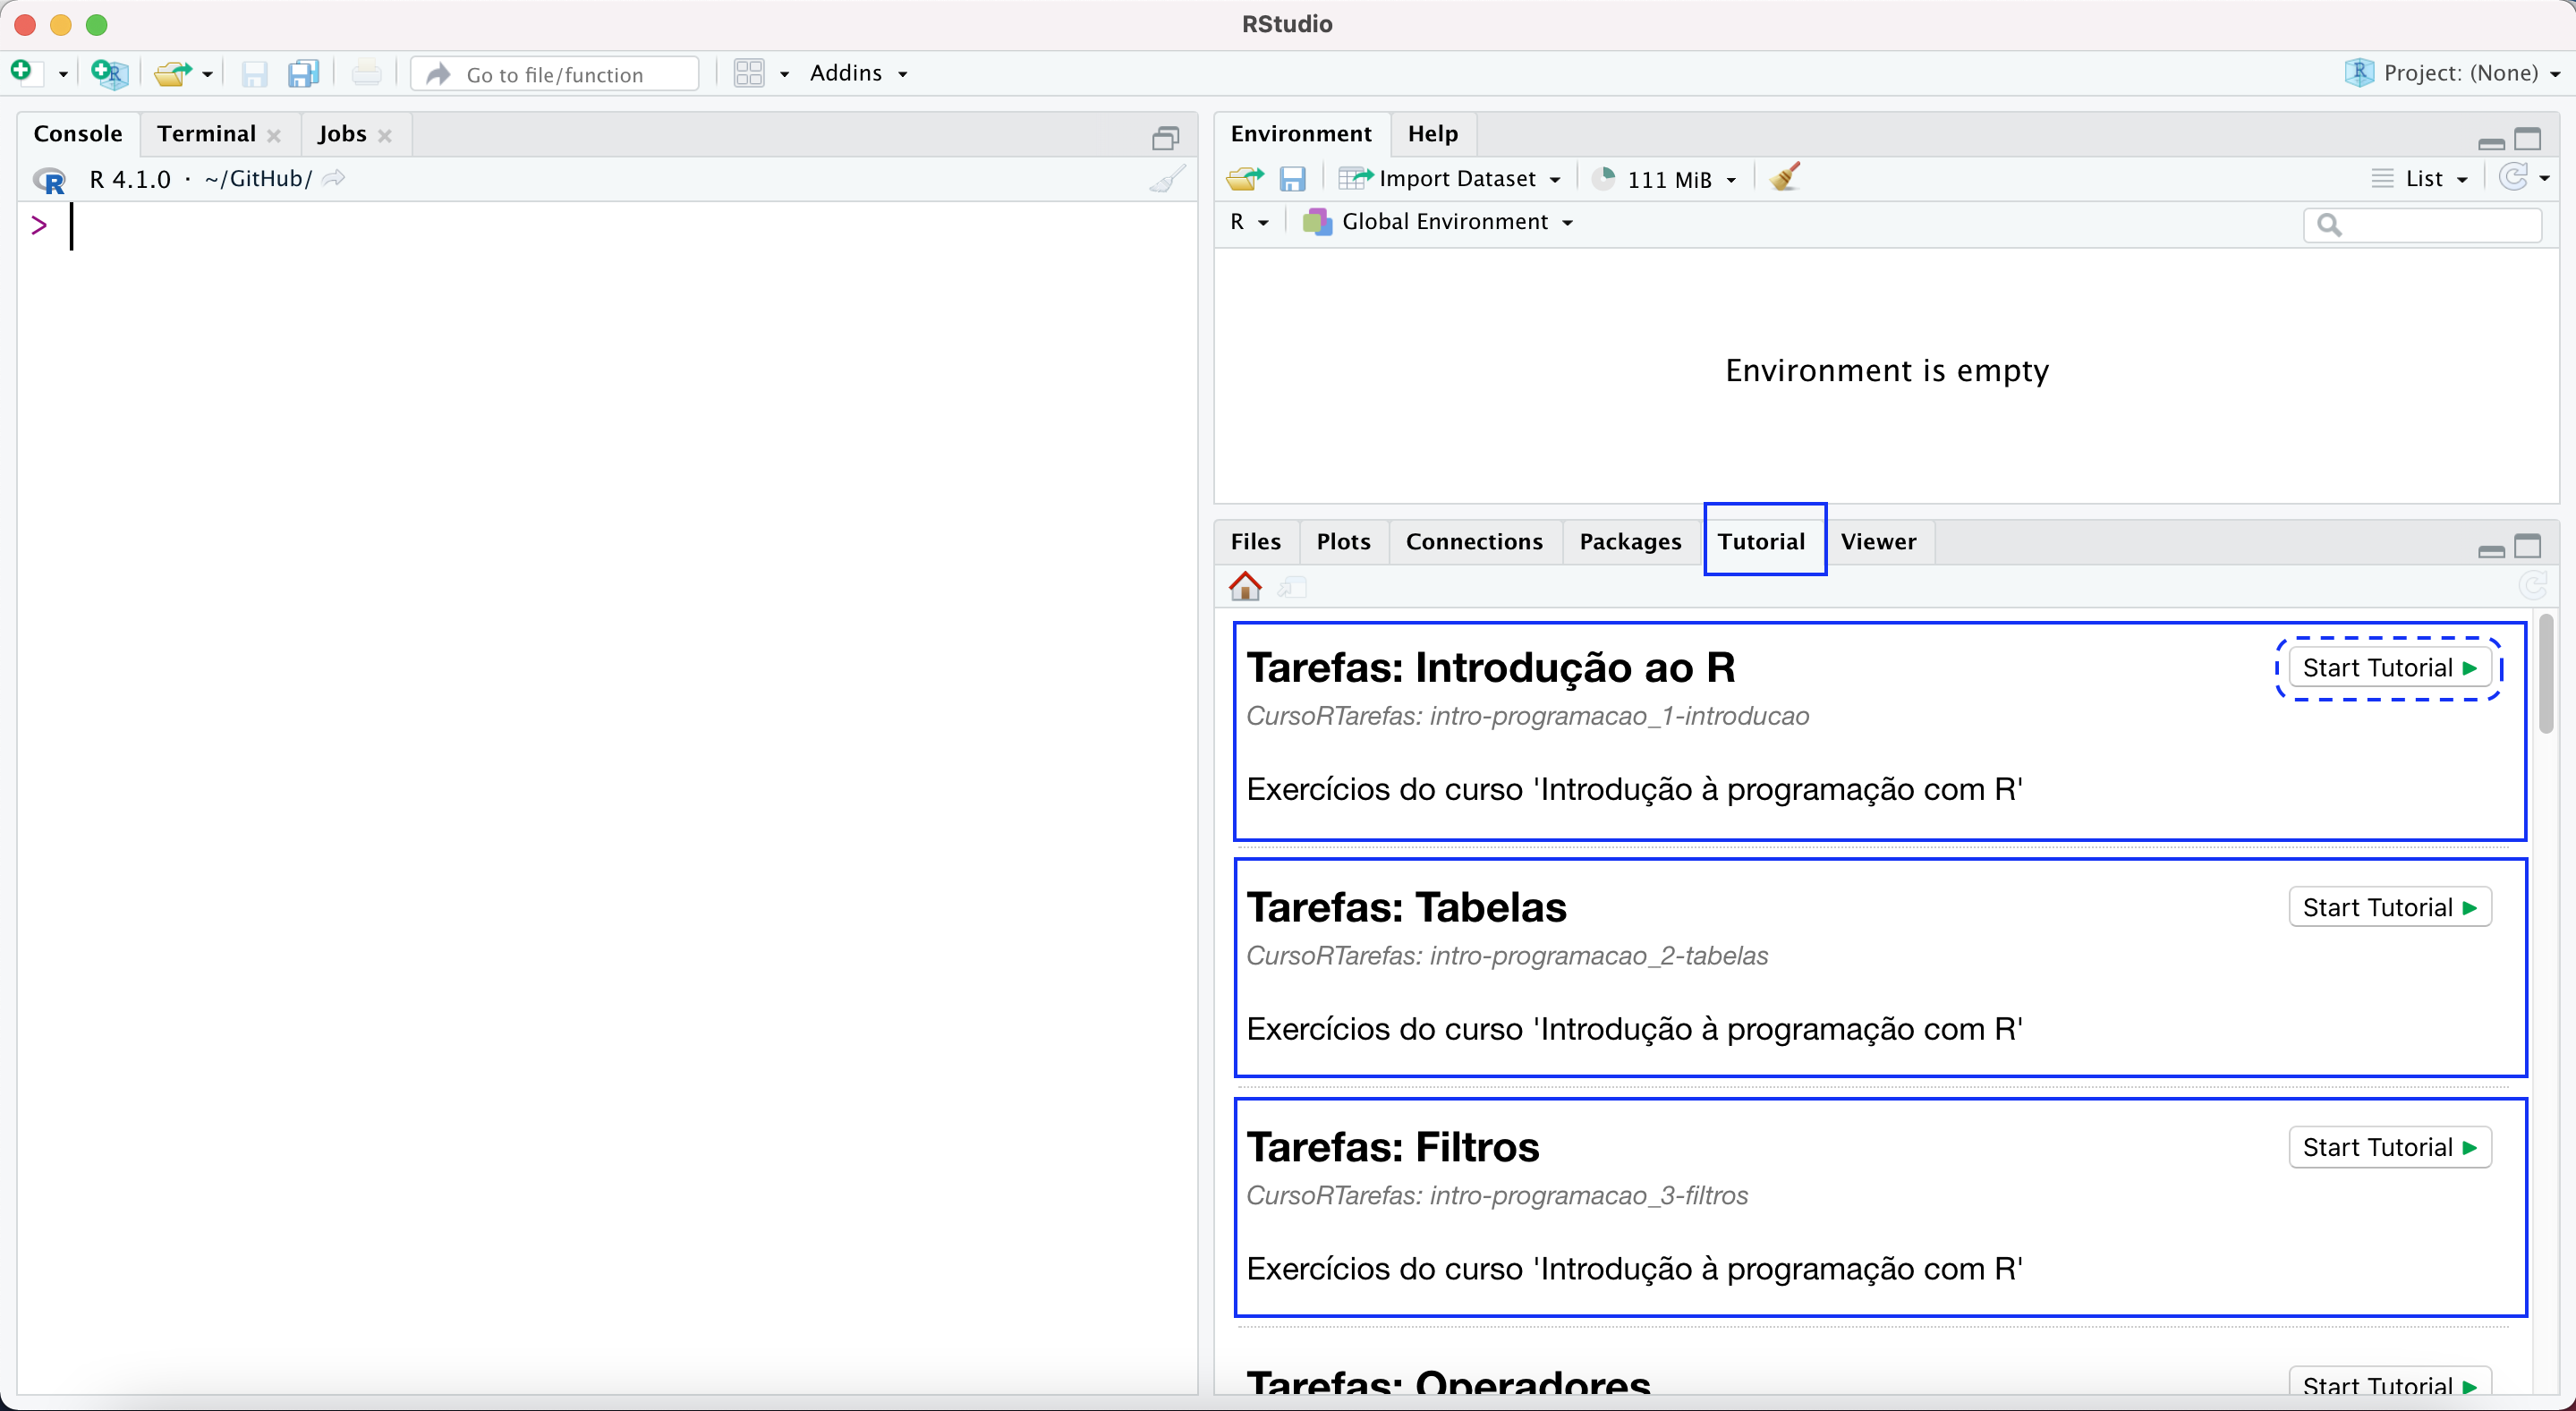 RStudio
Go to file/function
Addins
Project: (None)
Console
Terminal
Jobs
R 4.1.0 · ~/GitHub/
>
Environment
Help
Import Dataset
111 MiB
List
R
Global Environment
Environment is empty
Files
Plots
Connections
Packages
Tutorial
Viewer
Tarefas: Introdução ao R
Start Tutorial
CursoRTarefas: intro-programacao_1-introducao
Exercícios do curso 'Introdução à programação com R'
Tarefas: Tabelas
Start Tutorial
CursoRTarefas: intro-programacao_2-tabelas
Exercícios do curso 'Introdução à programação com R'
Tarefas: Filtros
Start Tutorial
CursoRTarefas: intro-programacao_3-filtros
Exercícios do curso 'Introdução à programação com R'
Tarefas: Operadores
Start Tutorial